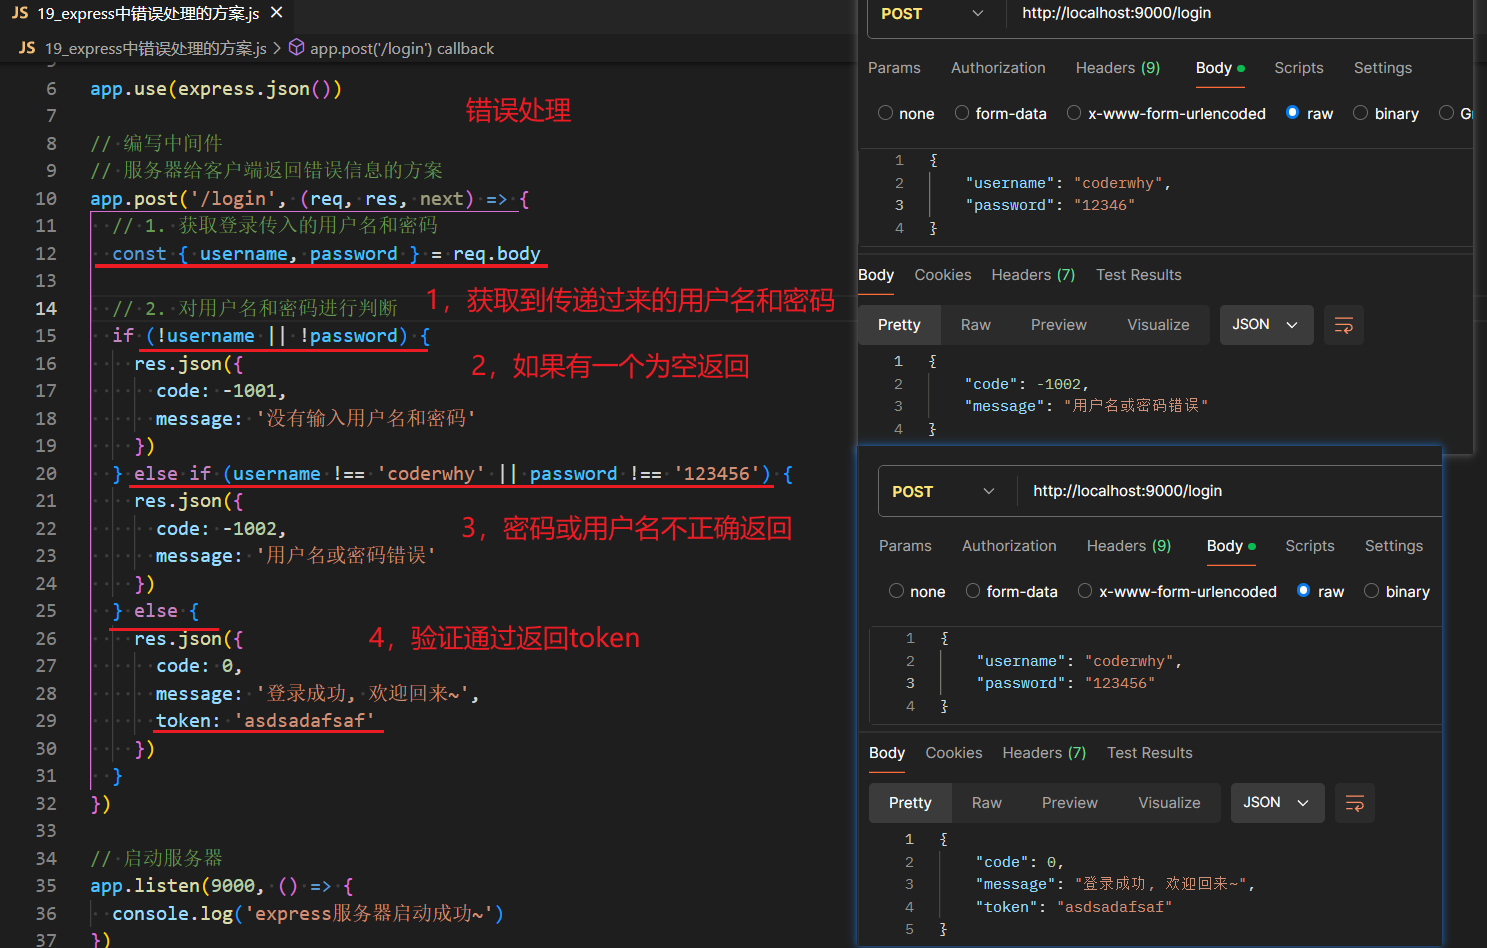 JS 19_express中错误处理的方案.js ×
JS 19_express中错误处理的方案.js > app.post('/login') callback
6 app.use(express.json())
错误处理
7
8 // 编写中间件
9 // 服务器给客户端返回错误信息的方案
10 app.post('/login', (req, res, next) => {
11 // 1. 获取登录传入的用户名和密码
12 const { username, password } = req.body
13
14 // 2. 对用户名和密码进行判断
1，获取到传递过来的用户名和密码
15 if (!username || !password) {
2，如果有一个为空返回
16 res.json({
17 code: -1001,
18 message: '没有输入用户名和密码'
19 })
20 } else if (username !== 'coderwhy' || password !== '123456') {
21 res.json({
3，密码或用户名不正确返回
22 code: -1002,
23 message: '用户名或密码错误'
24 })
25 } else {
26 res.json({
4，验证通过返回token
27 code: 0,
28 message: '登录成功, 欢迎回来~',
29 token: 'asdsadafsaf'
30 })
31 }
32 })
33
34 // 启动服务器
35 app.listen(9000, () => {
36 console.log('express服务器启动成功~')
37 })
POST http://localhost:9000/login
Params Authorization Headers (9) Body Scripts Settings
none form-data x-www-form-urlencoded raw binary
1 {
2 "username": "coderwhy",
3 "password": "12346"
4 }
Body Cookies Headers (7) Test Results
Pretty Raw Preview Visualize JSON
1 {
2 "code": -1002,
3 "message": "用户名或密码错误"
4 }
POST http://localhost:9000/login
Params Authorization Headers (9) Body Scripts Settings
none form-data x-www-form-urlencoded raw binary
1 {
2 "username": "coderwhy",
3 "password": "123456"
4 }
Body Cookies Headers (7) Test Results
Pretty Raw Preview Visualize JSON
1 {
2 "code": 0,
3 "message": "登录成功, 欢迎回来~",
4 "token": "asdsadafsaf"
5 }